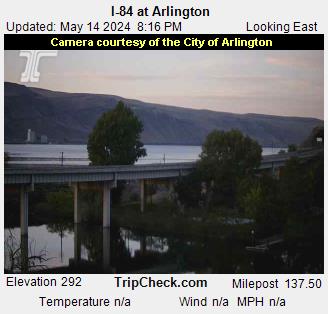 I-84 at Arlington
Updated: May 14 2024 8:16 PM Looking East
Camera courtesy of the City of Arlington
Elevation 292 TripCheck.com Milepost 137.50
Temperature n/a Wind n/a MPH n/a